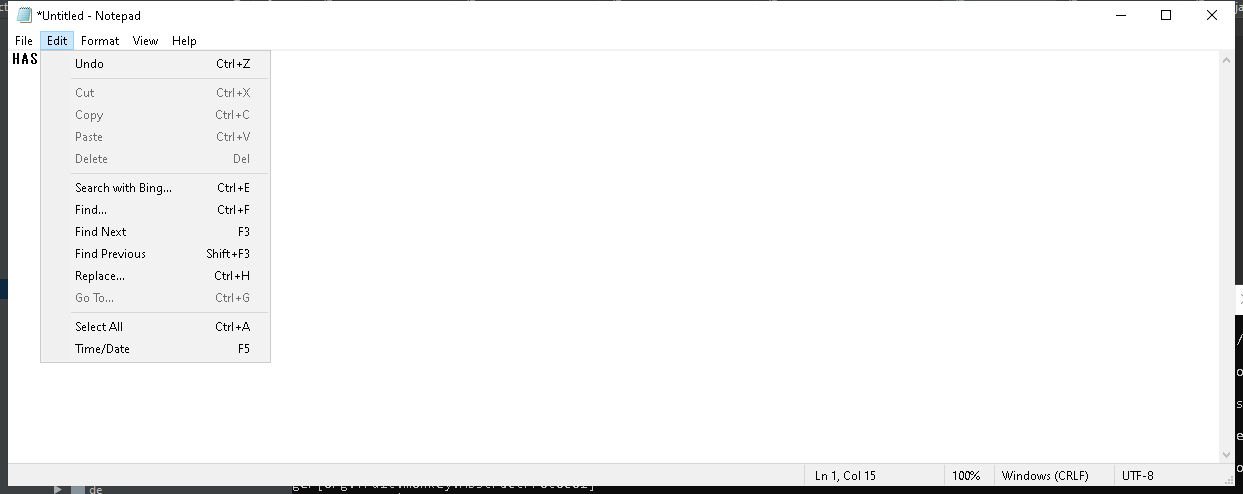 *Untitled - Notepad
File Edit Format View Help
HAS
Undo Ctrl+Z
Cut Ctrl+X
Copy Ctrl+C
Paste Ctrl+V
Delete Del
Search with Bing... Ctrl+E
Find... Ctrl+F
Find Next F3
Find Previous Shift+F3
Replace... Ctrl+H
Go To... Ctrl+G
Select All Ctrl+A
Time/Date F5
Ln 1, Col 15 100% Windows (CRLF) UTF-8
de